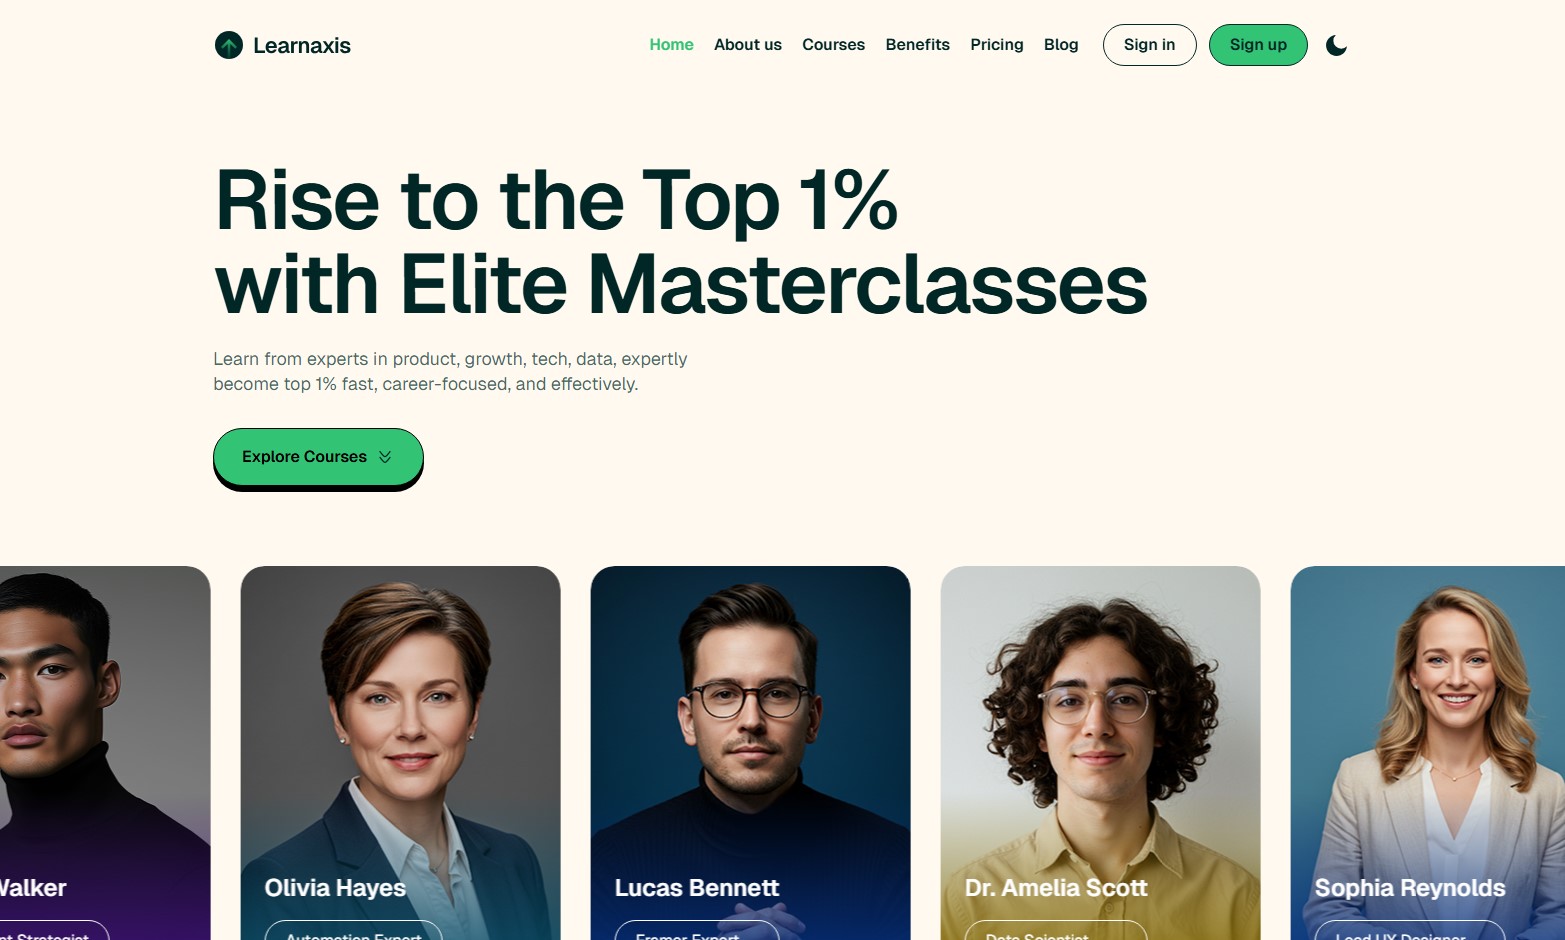 Learnaxis
Home
About us
Courses
Benefits
Pricing
Blog
Sign in
Sign up
Rise to the Top 1%
with Elite Masterclasses
Learn from experts in product, growth, tech, data, expertly
become top 1% fast, career-focused, and effectively.
Explore Courses
Walker
Olivia Hayes
Lucas Bennett
Dr. Amelia Scott
Sophia Reynolds
Strategist
Automation Expert
Framer Expert
Data Scientist
Lead UX Designer